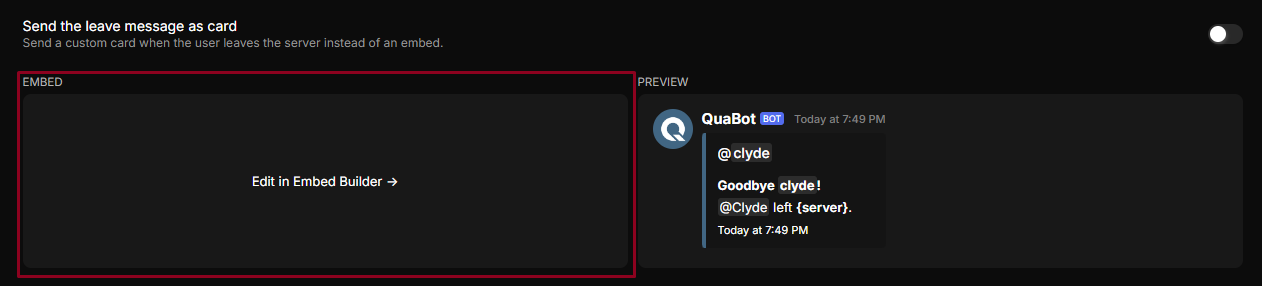 Send the leave message as card
Send a custom card when the user leaves the server instead of an embed.
EMBED
Edit in Embed Builder →
PREVIEW
QuaBot BOT Today at 7:49 PM
@clyde
Goodbye clyde!
@Clyde left {server}.
Today at 7:49 PM